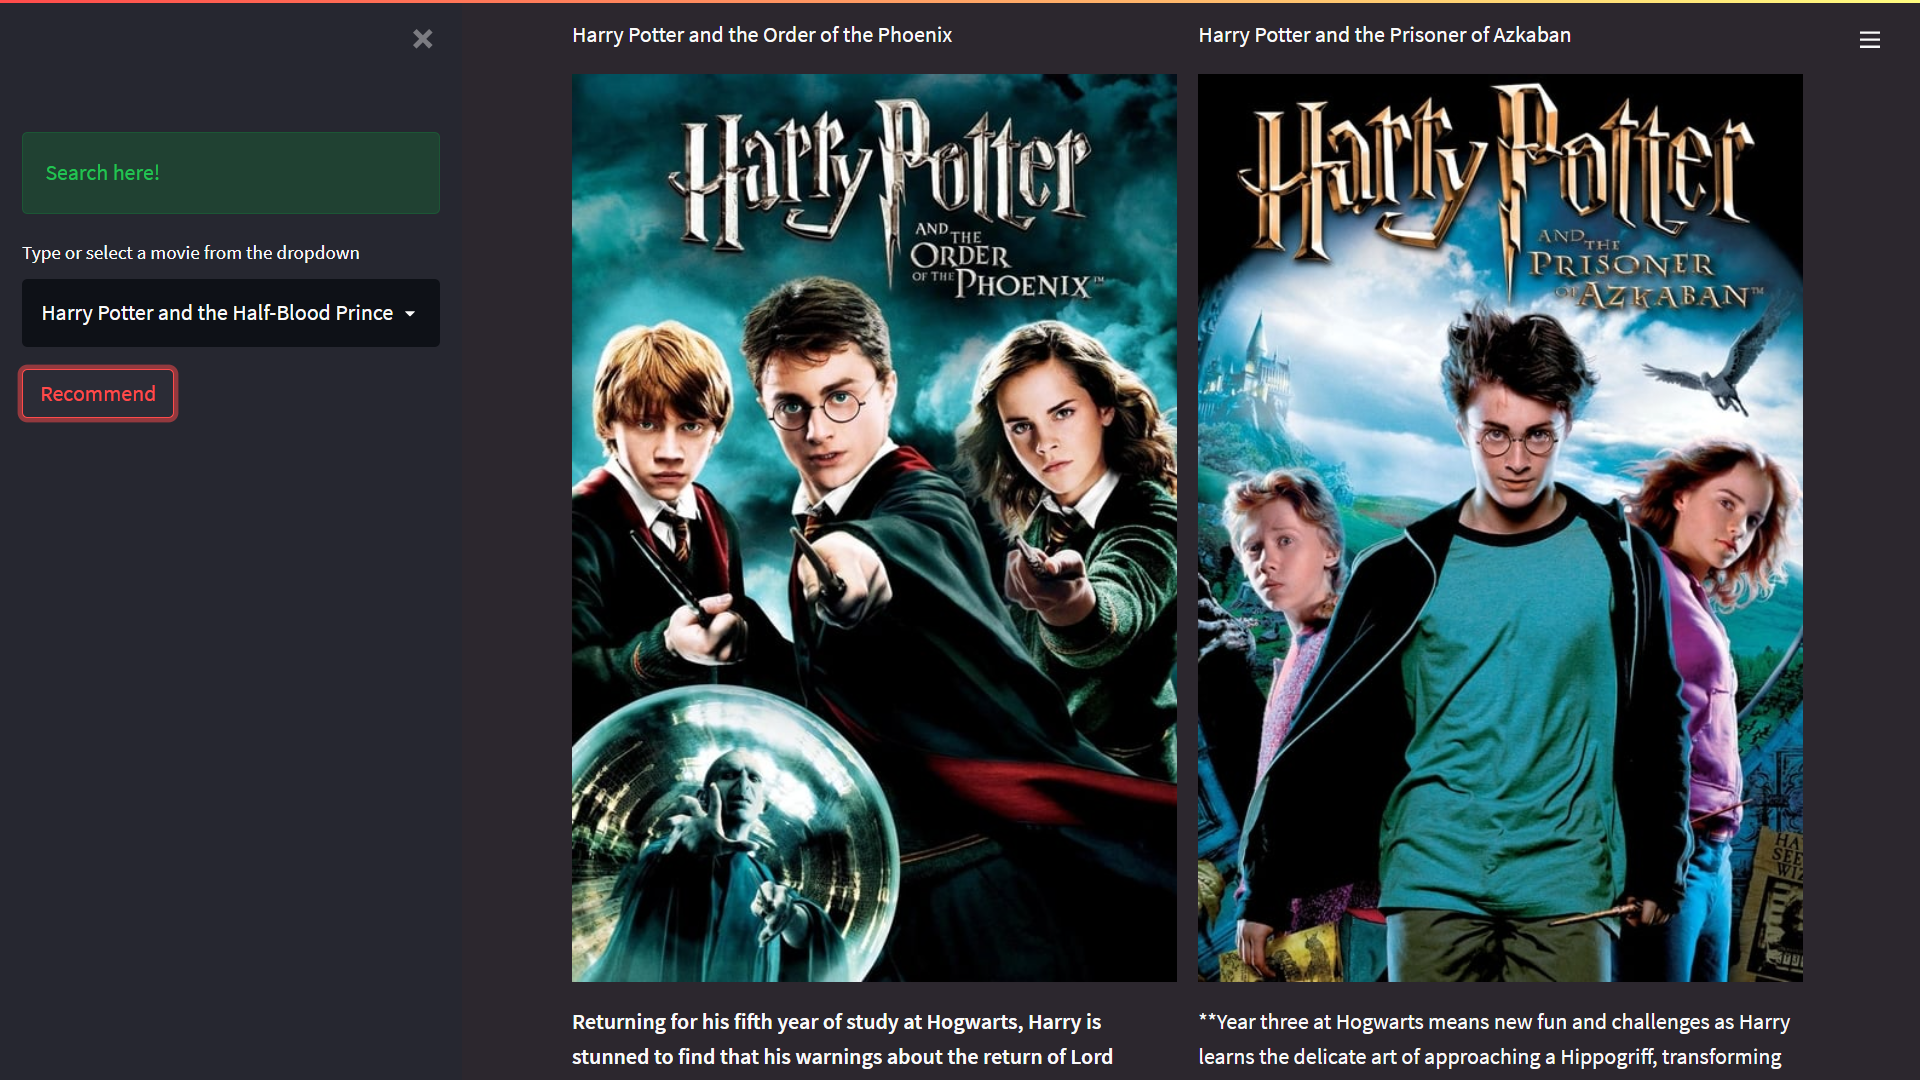 Search here!
Type or select a movie from the dropdown
Harry Potter and the Half-Blood Prince
Recommend
Harry Potter and the Order of the Phoenix
Harry Potter
AND THE
ORDER
OF THE PHOENIX™
Returning for his fifth year of study at Hogwarts, Harry is
stunned to find that his warnings about the return of Lord
Harry Potter and the Prisoner of Azkaban
Harry Potter
AND THE
PRISONER
OF AZKABAN™
HA
SEE
WIZ
**Year three at Hogwarts means new fun and challenges as Harry
learns the delicate art of approaching a Hippogriff, transforming